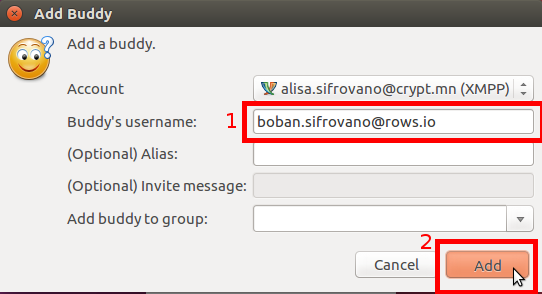 Add Buddy
Add a buddy.
Account alisa.sifrovano@crypt.mn (XMPP)
1
Buddy's username: boban.sifrovano@rows.io
(Optional) Alias:
(Optional) Invite message:
Add buddy to group:
2
Cancel Add